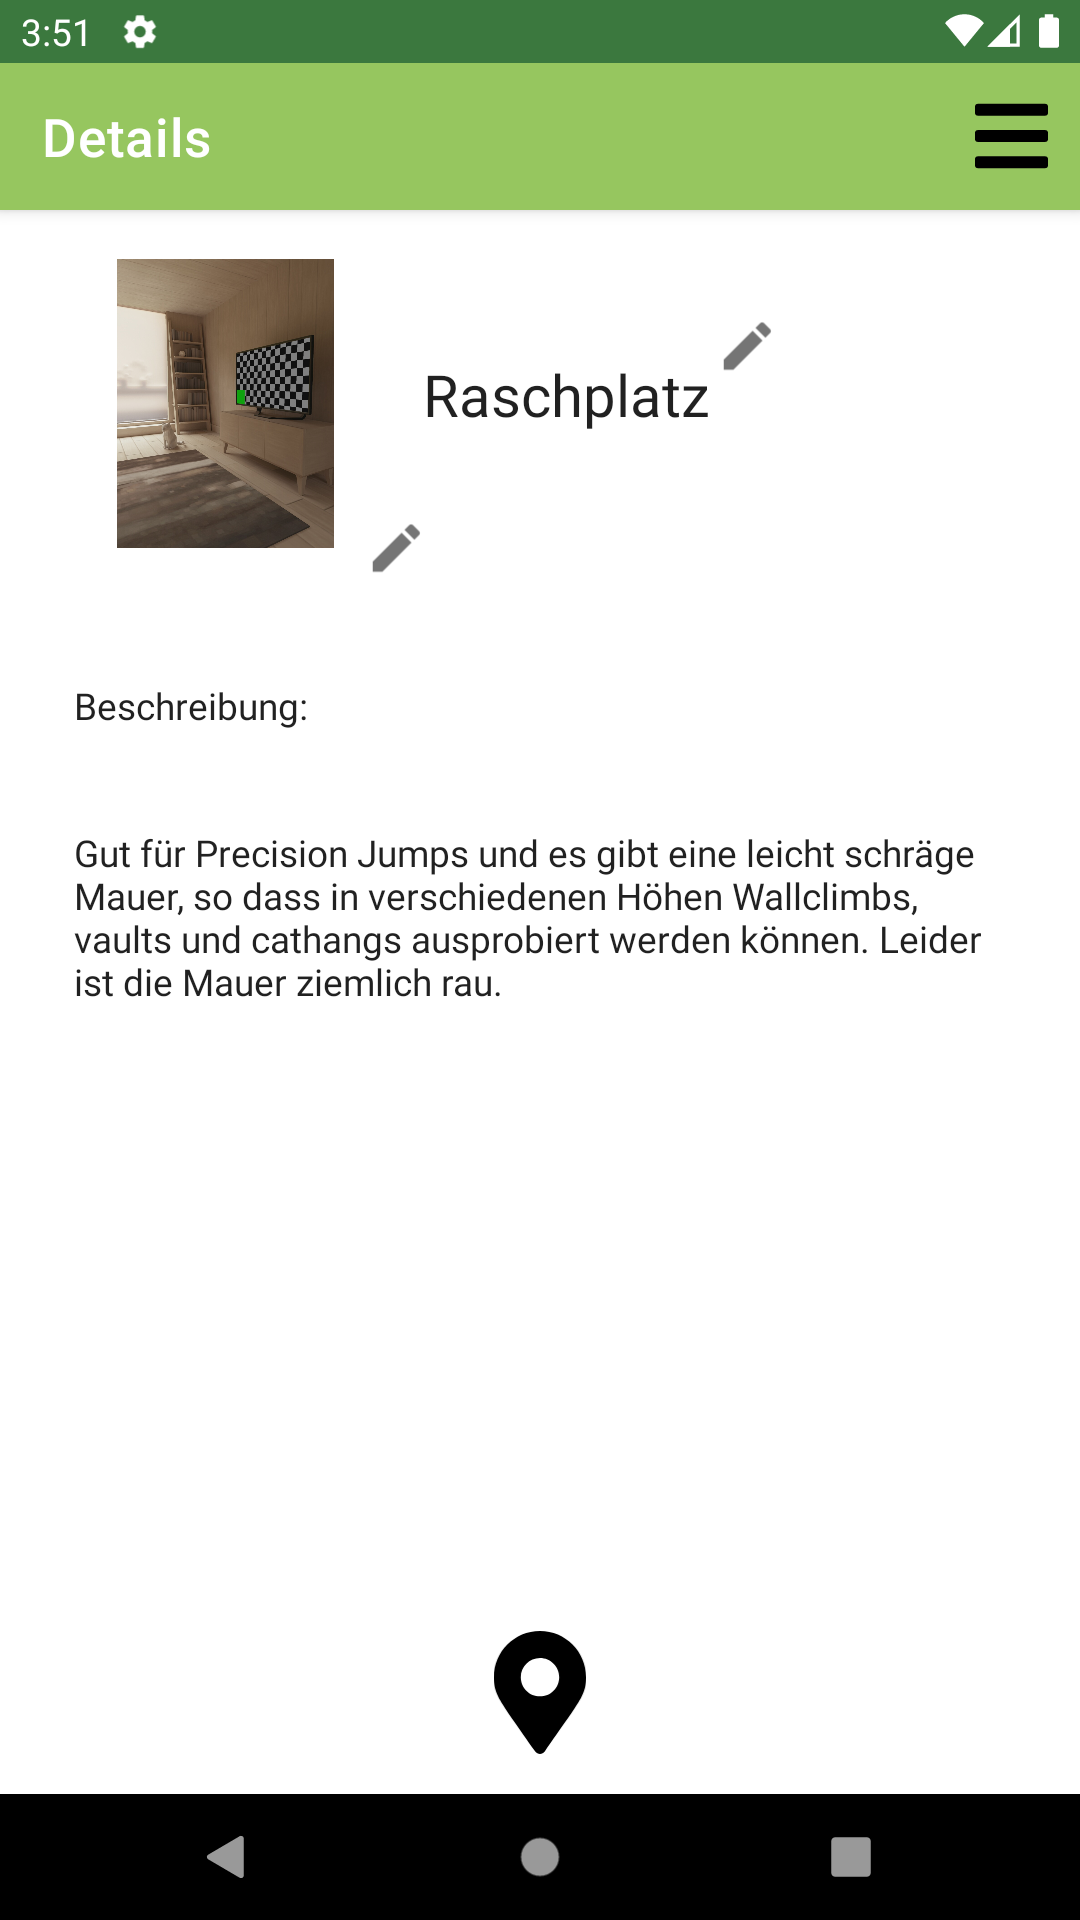 3:51
Details
Raschplatz
Beschreibung:
Gut für Precision Jumps und es gibt eine leicht schräge
Mauer, so dass in verschiedenen Höhen Wallclimbs,
vaults und cathangs ausprobiert werden können. Leider
ist die Mauer ziemlich rau.